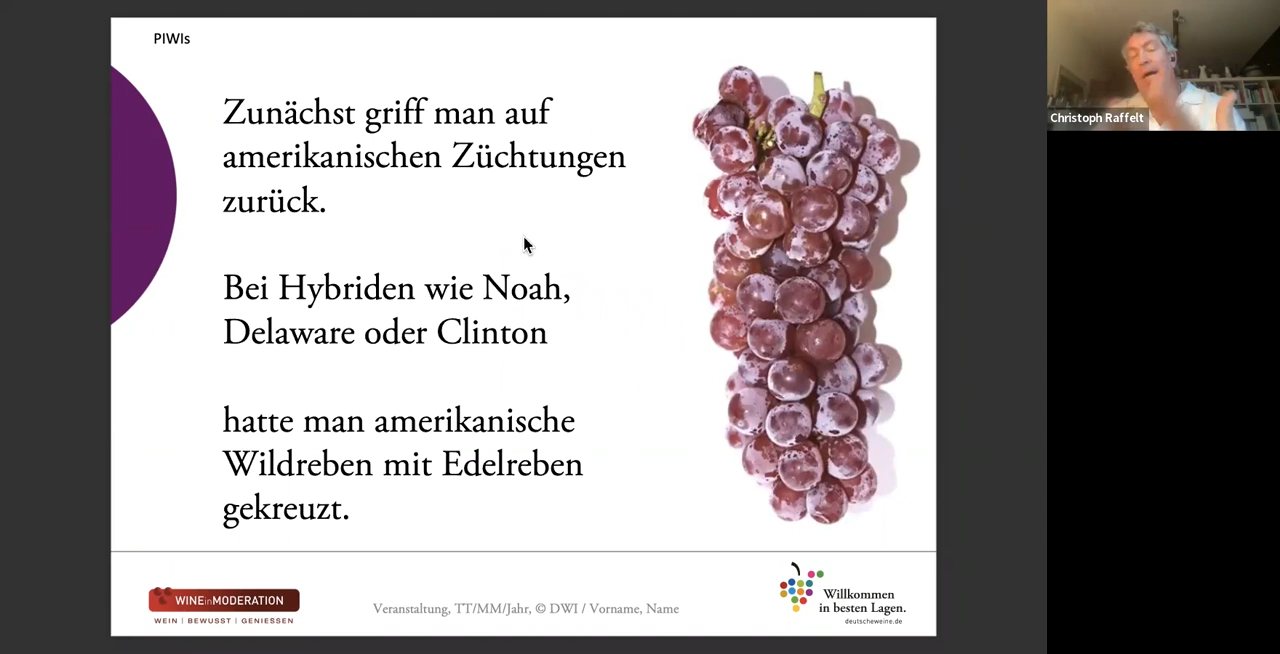 PIWIs
Zunächst griff man auf
amerikanischen Züchtungen
zurück.
Bei Hybriden wie Noah,
Delaware oder Clinton
hatte man amerikanische
Wildreben mit Edelreben
gekreuzt.
WINEinMODERATION
WEIN | BEWUSST | GENIESSEN
Veranstaltung, TT/MM/Jahr, © DWI / Vorname, Name
Willkommen
in besten Lagen.
deutscheweine.de
Christoph Raffelt